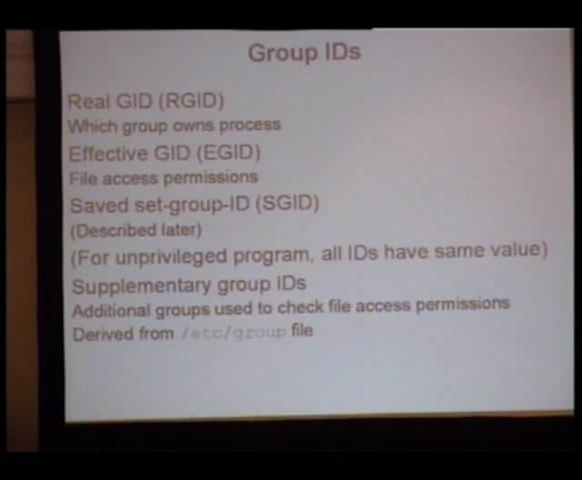 Group IDs
Real GID (RGID)
Which group owns process
Effective GID (EGID)
File access permissions
Saved set-group-ID (SGID)
(Described later)
(For unprivileged program, all IDs have same value)
Supplementary group IDs
Additional groups used to check file access permissions
Derived from /etc/group file